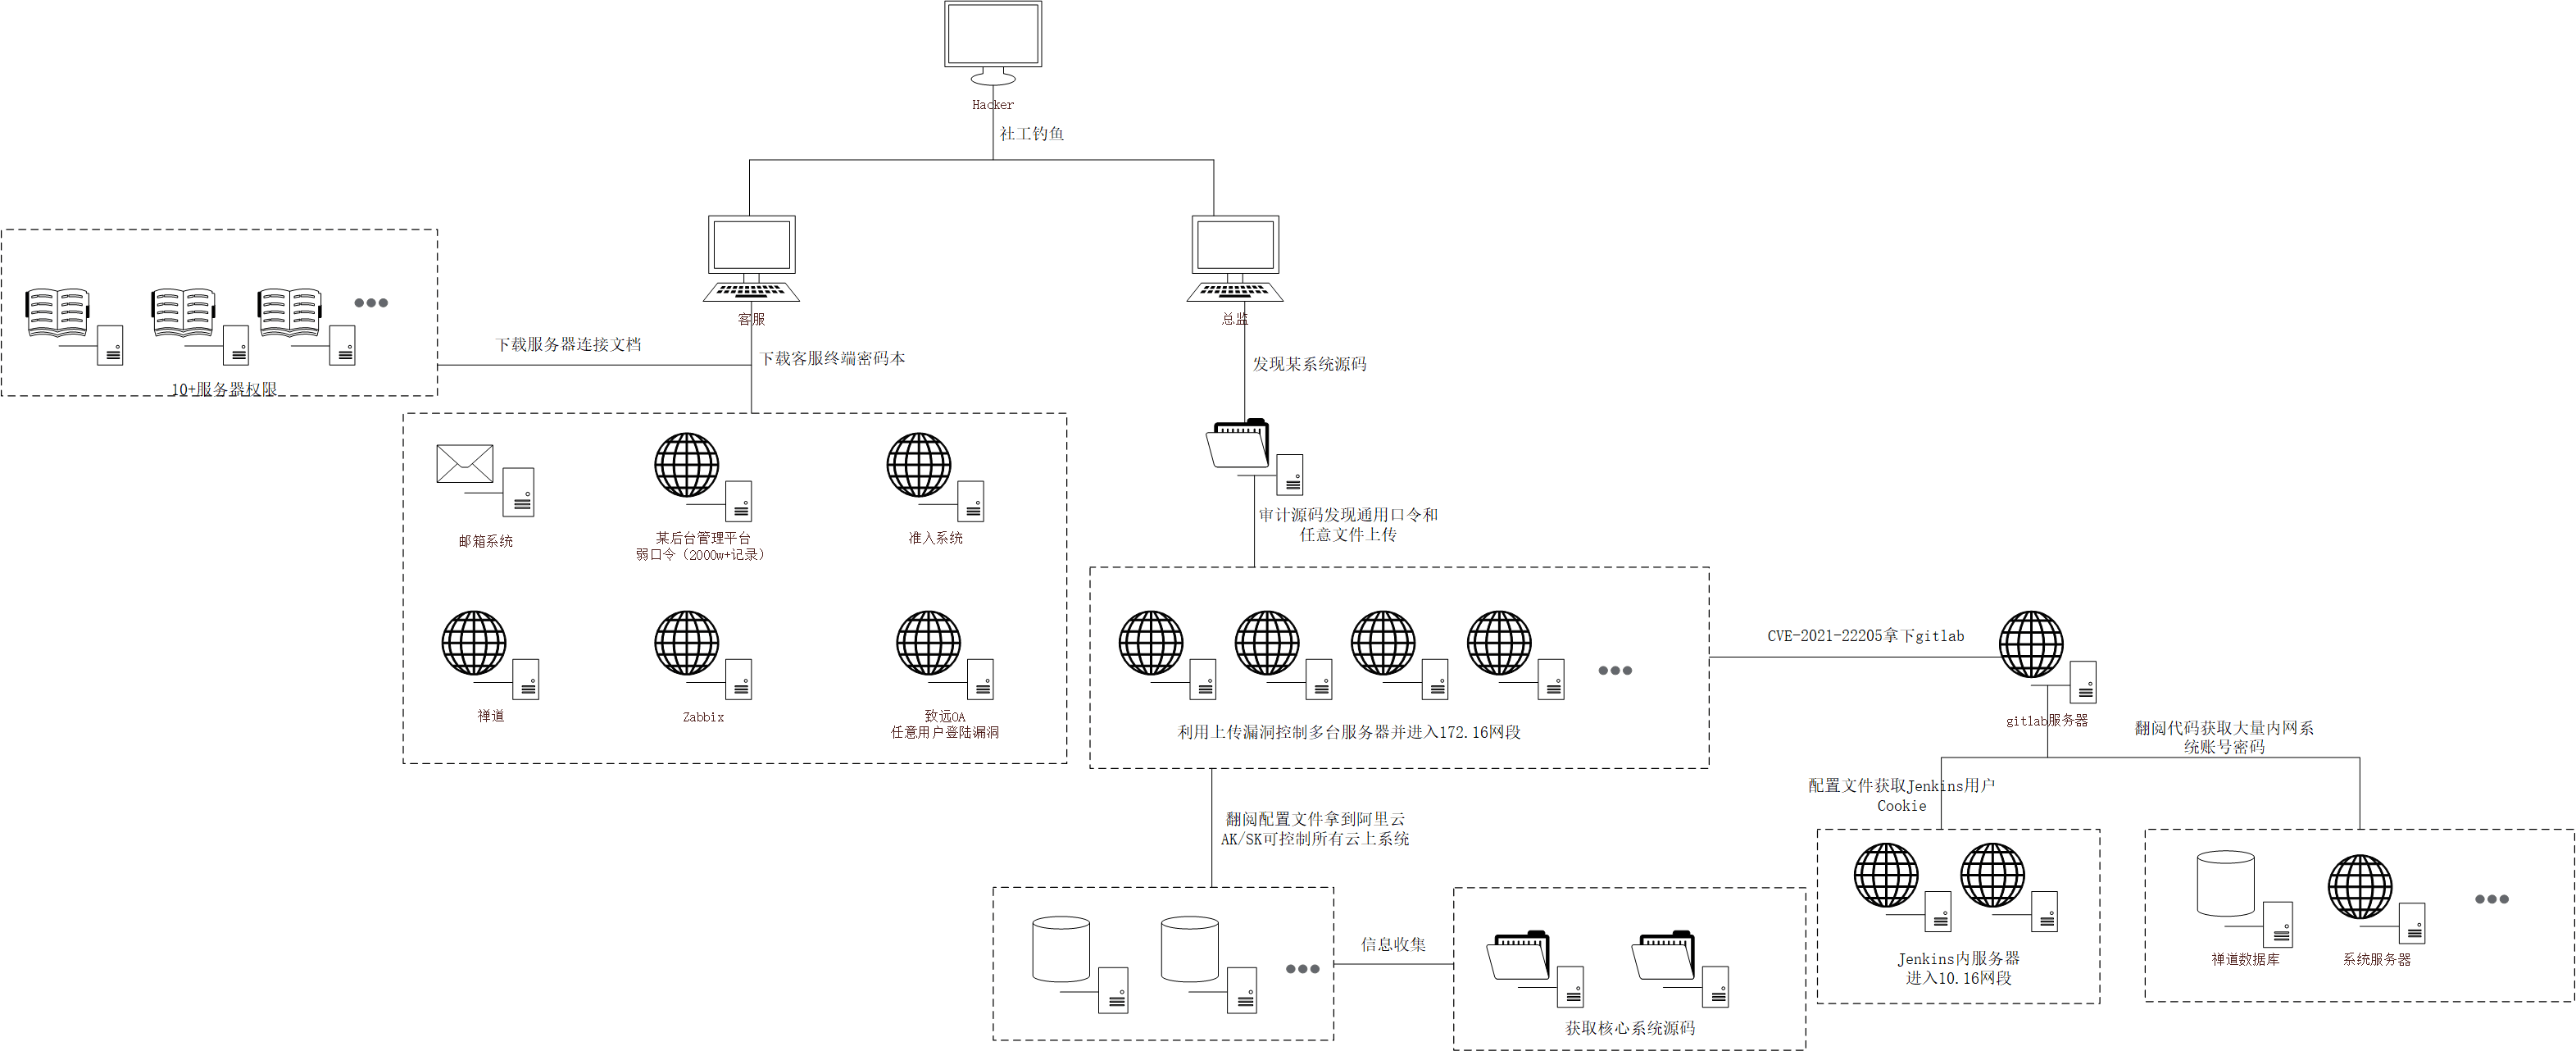 Hacker
社工钓鱼
客服
总监
下载服务器连接文档
下载客服终端密码本
发现某系统源码
10+服务器权限
邮箱系统
某后台管理平台
弱口令（2000w+记录）
准入系统
审计源码发现通用口令和
任意文件上传
禅道
Zabbix
致远OA
任意用户登陆漏洞
利用上传漏洞控制多台服务器并进入172.16网段
CVE-2021-22205拿下gitlab
gitlab服务器
翻阅代码获取大量内网系
统账号密码
配置文件获取Jenkins用户
Cookie
翻阅配置文件拿到阿里云
AK/SK可控制所有云上系统
信息收集
获取核心系统源码
Jenkins内服务器
进入10.16网段
禅道数据库
系统服务器